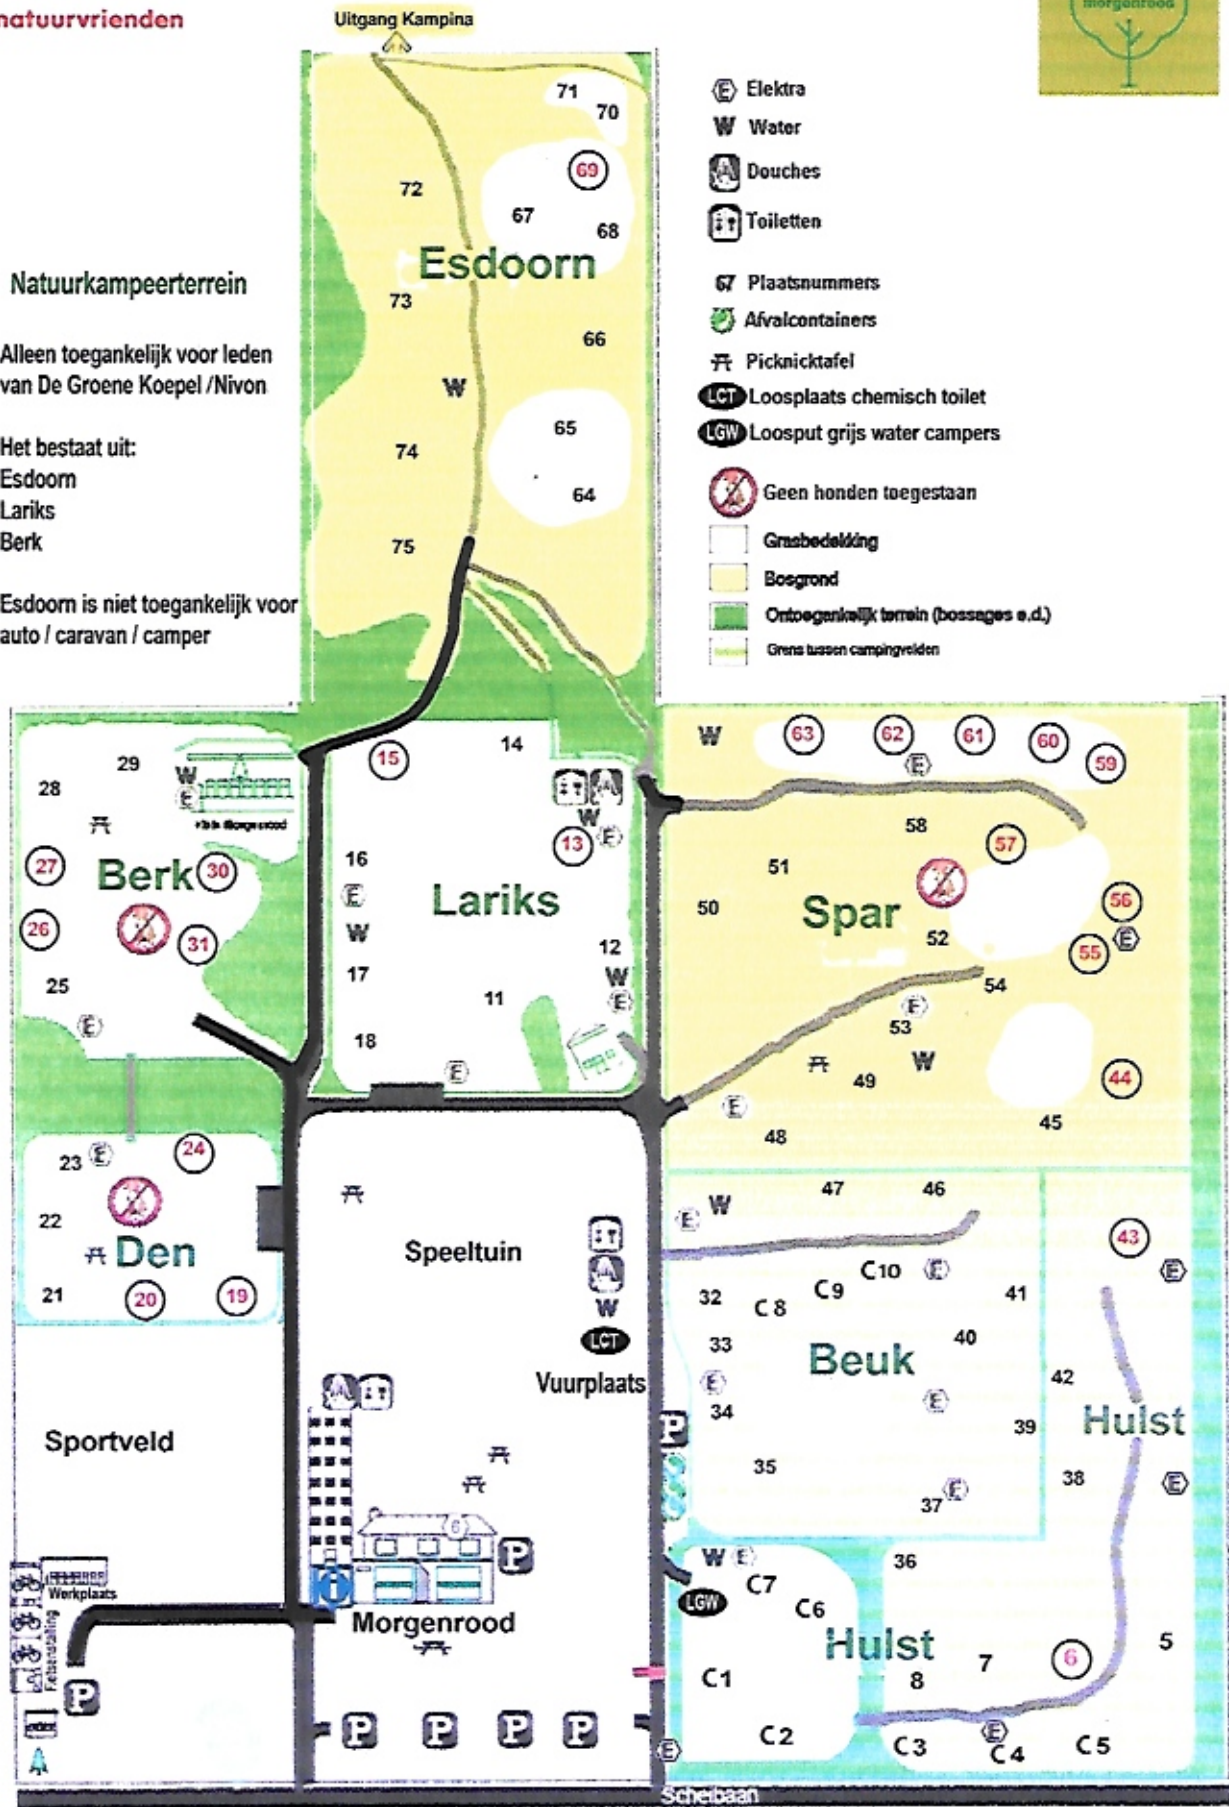 natuurvrienden
Uitgang Kampina
morgenrood
E Elektra
W Water
Douches
Toiletten
67 Plaatsnummers
Afvalcontainers
Picknicktafel
LCT Loosplaats chemisch toilet
LGW Loosput grijs water campers
Geen honden toegestaan
Grasbedekking
Bosgrond
Ontoegankelijk terrein (bossages e.d.)
Grens tussen campingvelden
Natuurkampeerterrein
Alleen toegankelijk voor leden
van De Groene Koepel /Nivon
Het bestaat uit:
Esdoorn
Lariks
Berk
Esdoorn is niet toegankelijk voor
auto / caravan / camper
71
70
69
72
67
68
Esdoorn
73
66
W
65
74
64
75
29
28
W
E
27
Berk
30
26
31
25
E
15
14
W
13
E
16
E
Lariks
W
12
17
W
11
E
18
E
W
63
62
61
60
59
E
58
57
51
50
Spar
56
52
55
E
54
E
53
W
49
44
E
45
48
23
E
24
22
Den
21
20
19
Speeltuin
W
LCT
Vuurplaats
47
46
W
E
43
E
C10
E
C9
32
C 8
41
33
40
Beuk
E
42
34
E
39
Hulst
P
35
38
E
E
37
Sportveld
6
P
i
Morgenrood
Werkplaats
Fietsenstalling
P
P
P
P
P
W
E
36
C7
LGW
C6
Hulst
5
6
7
C1
8
C2
E
C3
E
C4
C5
Scheibaan